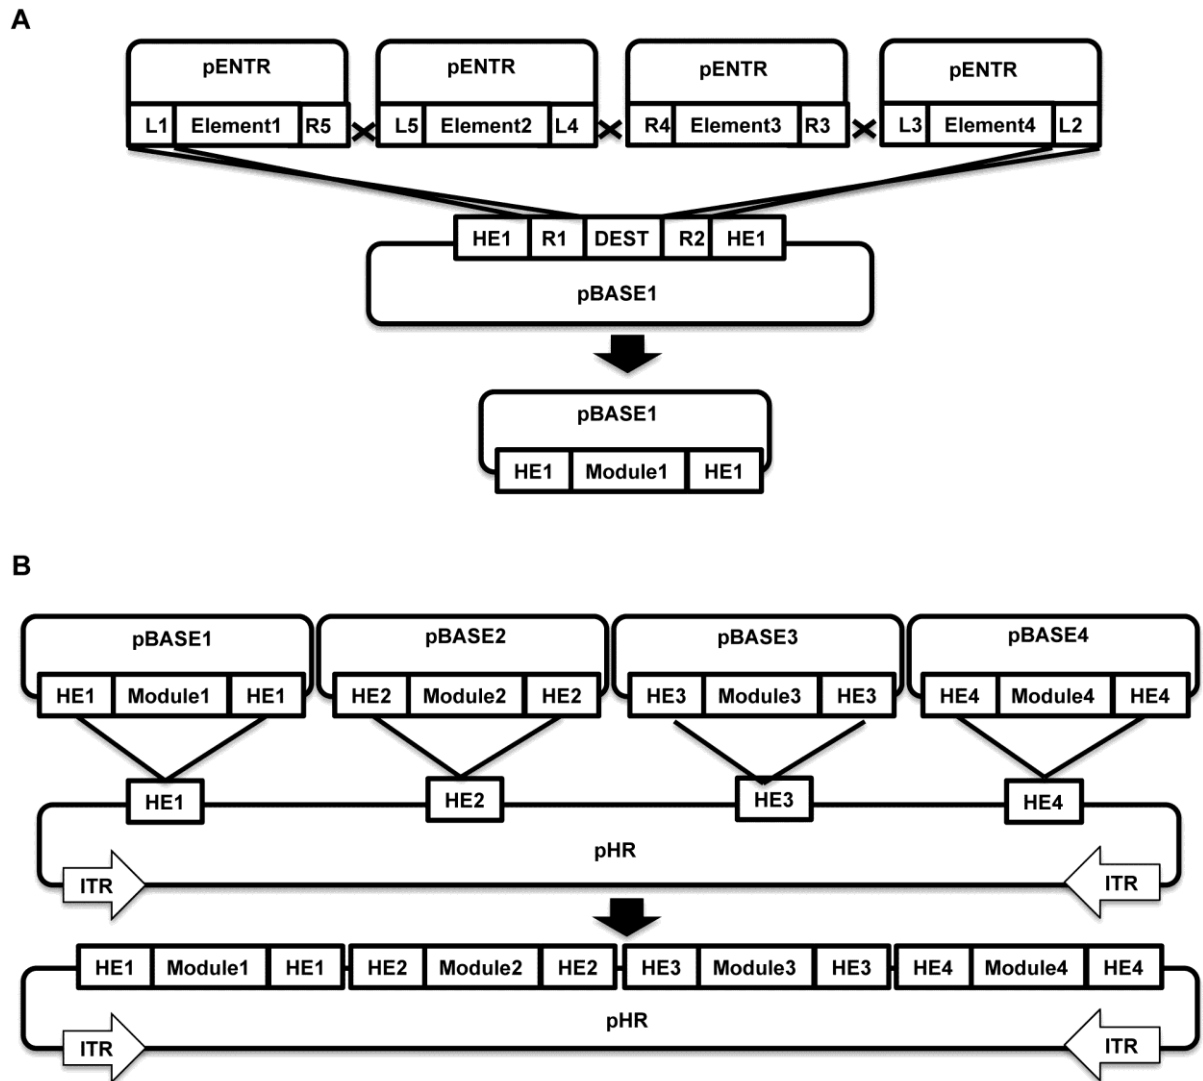 A
pENTR pENTR pENTR pENTR
L1 Element1 R5 L5 Element2 L4 R4 Element3 R3 L3 Element4 L2
HE1 R1 DEST R2 HE1
pBASE1
pBASE1
HE1 Module1 HE1
B
pBASE1 pBASE2 pBASE3 pBASE4
HE1 Module1 HE1 HE2 Module2 HE2 HE3 Module3 HE3 HE4 Module4 HE4
HE1 HE2 HE3 HE4
pHR
ITR ITR
HE1 Module1 HE1 HE2 Module2 HE2 HE3 Module3 HE3 HE4 Module4 HE4
pHR
ITR ITR